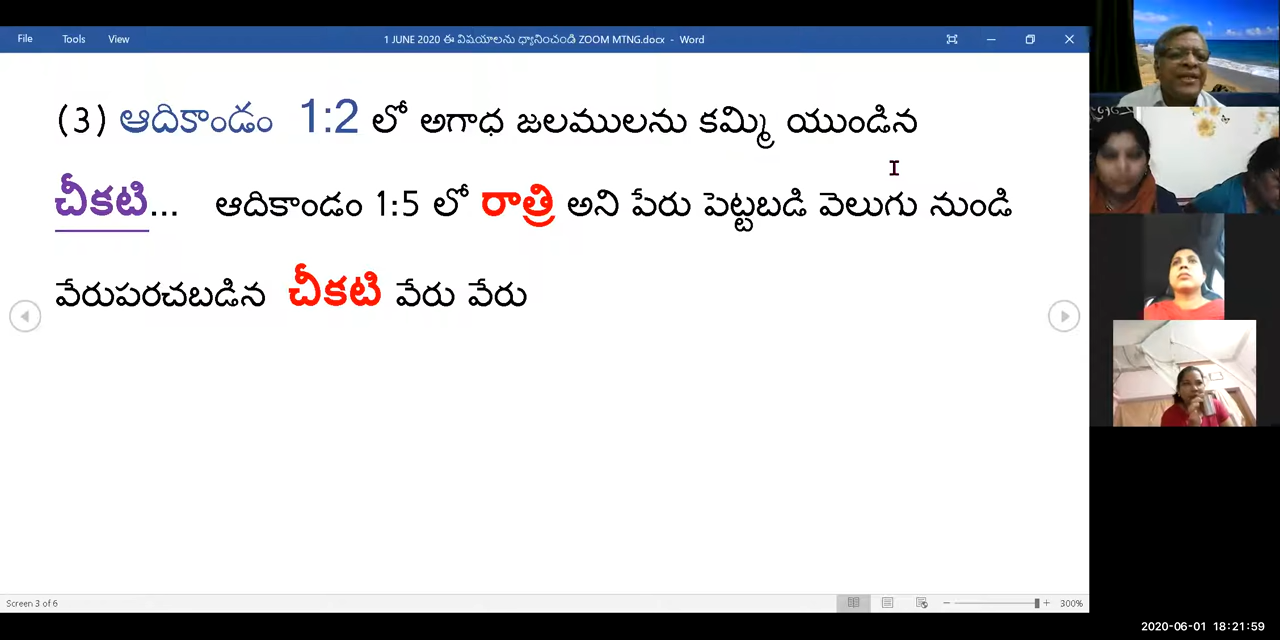 File Tools View 1 JUNE 2020 ఈ విషయాలను ధ్యానించండి ZOOM MTNG.docx - Word
(3) ఆదికాండం 1:2 లో అగాధ జలములను కమ్మి యుండిన
చీకటి... ఆదికాండం 1:5 లో రాత్రి అని పేరు పెట్టబడి వెలుగు నుండి
వేరుపరచబడిన చీకటి వేరు వేరు
Screen 3 of 6 300%
2020-06-01 18:21:59